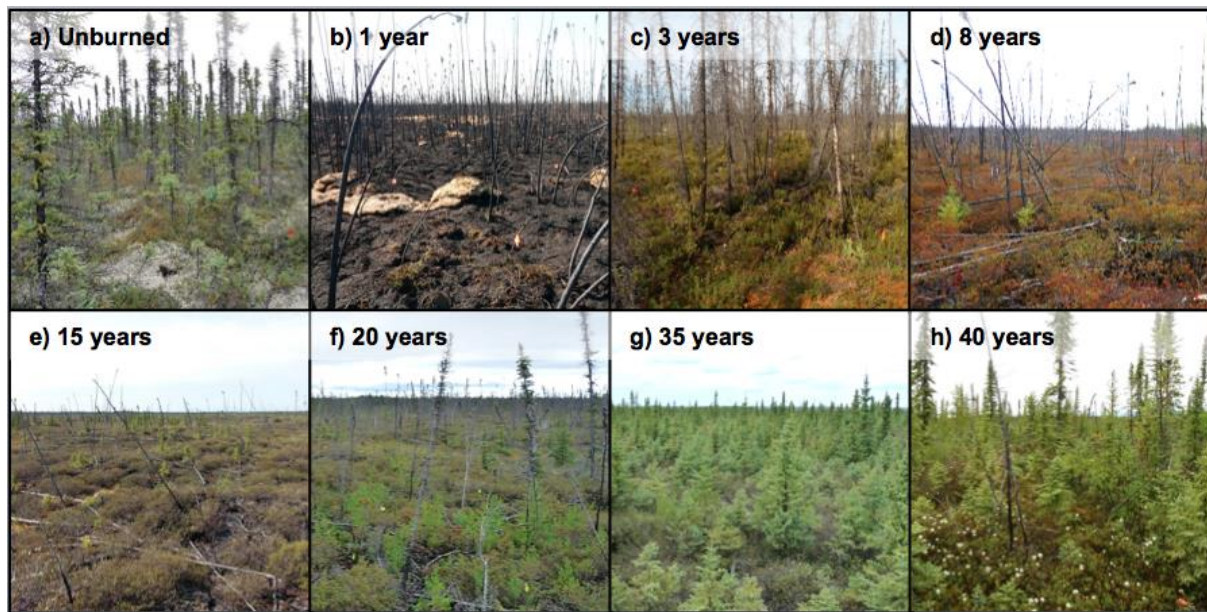 a) Unburned
b) 1 year
c) 3 years
d) 8 years
e) 15 years
f) 20 years
g) 35 years
h) 40 years